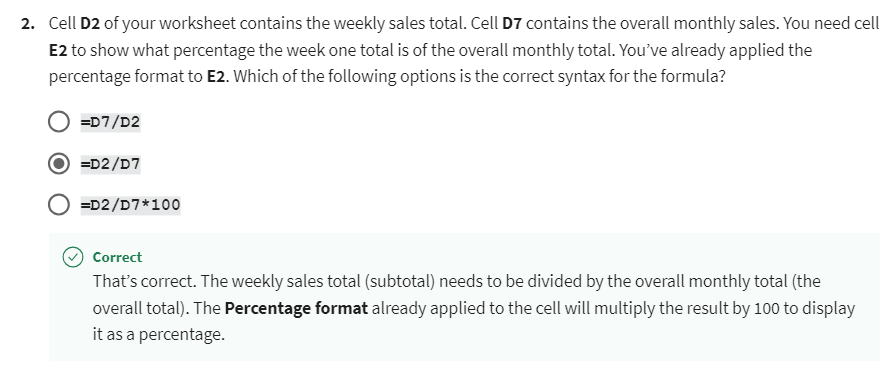 2. Cell D2 of your worksheet contains the weekly sales total. Cell D7 contains the overall monthly sales. You need cell
E2 to show what percentage the week one total is of the overall monthly total. You’ve already applied the
percentage format to E2. Which of the following options is the correct syntax for the formula?
=D7/D2
=D2/D7
=D2/D7*100
Correct
That’s correct. The weekly sales total (subtotal) needs to be divided by the overall monthly total (the
overall total). The Percentage format already applied to the cell will multiply the result by 100 to display
it as a percentage.